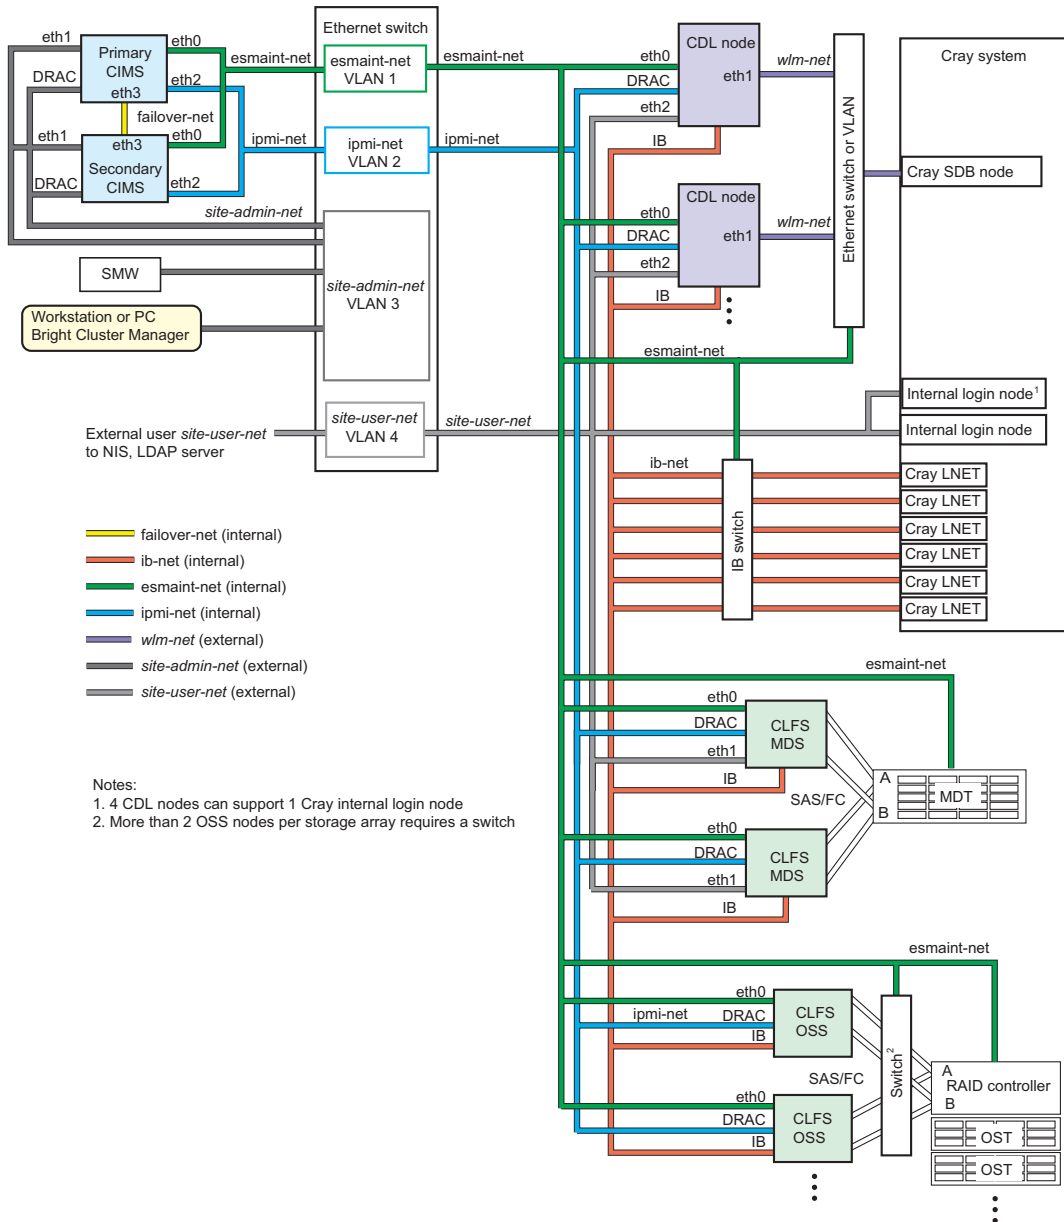 eth1
eth0
Primary
CIMS
DRAC
eth2
eth3
failover-net
eth1
eth0
eth3
Secondary
CIMS
DRAC
eth2
esmaint-net
ipmi-net
site-admin-net
SMW
Workstation or PC
Bright Cluster Manager
External user site-user-net
to NIS, LDAP server
Ethernet switch
esmaint-net
VLAN 1
ipmi-net
VLAN 2
site-admin-net
VLAN 3
site-user-net
VLAN 4
esmaint-net
ipmi-net
site-user-net
eth0
DRAC
eth2
IB
CDL node
eth1
wlm-net
eth0
DRAC
eth2
IB
CDL node
eth1
wlm-net
Ethernet switch or VLAN
esmaint-net
Cray system
Cray SDB node
Internal login node1
Internal login node
ib-net
IB switch
Cray LNET
Cray LNET
Cray LNET
Cray LNET
Cray LNET
Cray LNET
failover-net (internal)
ib-net (internal)
esmaint-net (internal)
ipmi-net (internal)
wlm-net (external)
site-admin-net (external)
site-user-net (external)
Notes:
1. 4 CDL nodes can support 1 Cray internal login node
2. More than 2 OSS nodes per storage array requires a switch
esmaint-net
eth0
DRAC
eth1
IB
CLFS
MDS
SAS/FC
A
B
MDT
eth0
DRAC
eth1
IB
CLFS
MDS
esmaint-net
eth0
ipmi-net
DRAC
IB
CLFS
OSS
SAS/FC
Switch2
A
RAID controller
B
eth0
DRAC
IB
CLFS
OSS
OST
OST